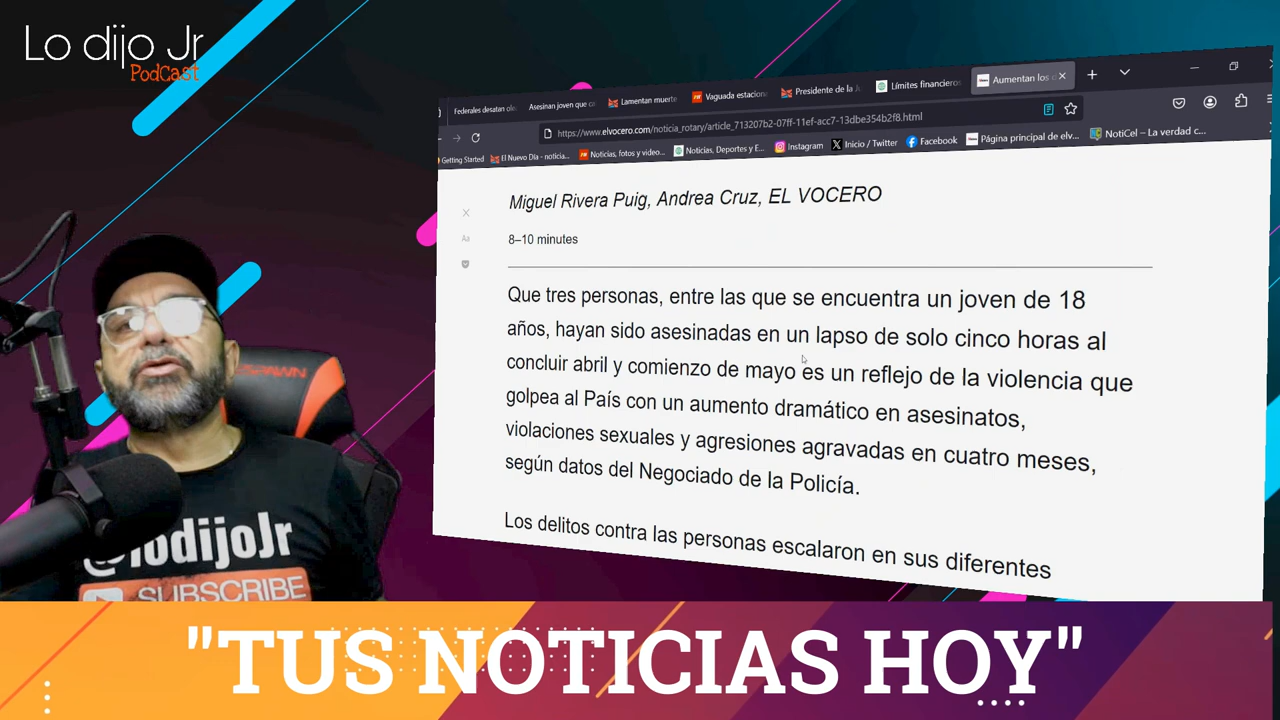 Lo dijo Jr
PodCast
Federales desatan ole
Asesinan joven que ca
Lamentan muerte
Vaguada estaciona
Presidente de la Ju
Límites financieros
Aumentan los d
https://www.elvocero.com/noticia_rotary/article_713207b2-07ff-11ef-acc7-13dbe354b2f8.html
Getting Started
El Nuevo Día - noticia...
Noticias, fotos y video...
Noticias, Deportes y E...
Instagram
Inicio / Twitter
Facebook
Página principal de elv...
NotiCel – La verdad c...
Miguel Rivera Puig, Andrea Cruz, EL VOCERO
Aa
8–10 minutes
Que tres personas, entre las que se encuentra un joven de 18
años, hayan sido asesinadas en un lapso de solo cinco horas al
concluir abril y comienzo de mayo es un reflejo de la violencia que
golpea al País con un aumento dramático en asesinatos,
violaciones sexuales y agresiones agravadas en cuatro meses,
según datos del Negociado de la Policía.
Los delitos contra las personas escalaron en sus diferentes
@lodijoJr
SUBSCRIBE
"TUS NOTICIAS HOY"